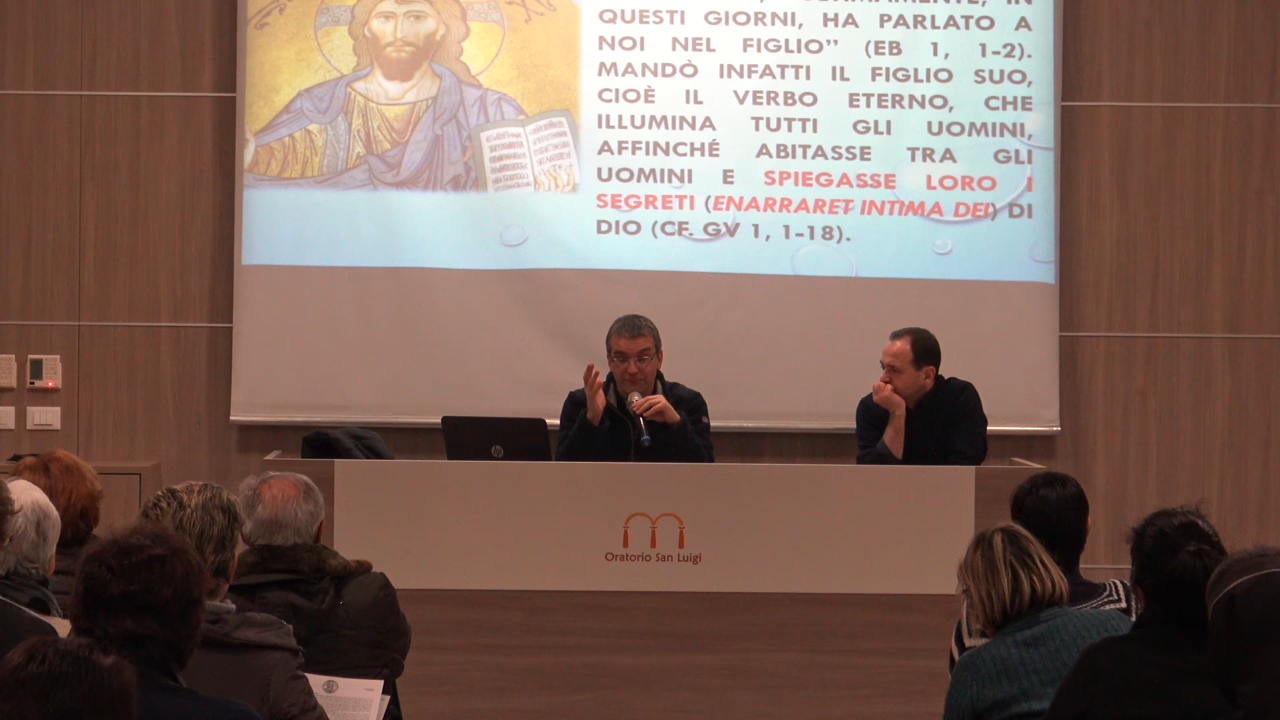 IN
QUESTI GIORNI, HA PARLATO A
NOI NEL FIGLIO” (EB 1, 1-2).
MANDÒ INFATTI IL FIGLIO SUO,
CIOÈ IL VERBO ETERNO, CHE
ILLUMINA TUTTI GLI UOMINI,
AFFINCHÉ ABITASSE TRA GLI
UOMINI E SPIEGASSE LORO I
SEGRETI (ENARRARET INTIMA DEI) DI
DIO (CF. GV 1, 1-18).
hp
Oratorio San Luigi